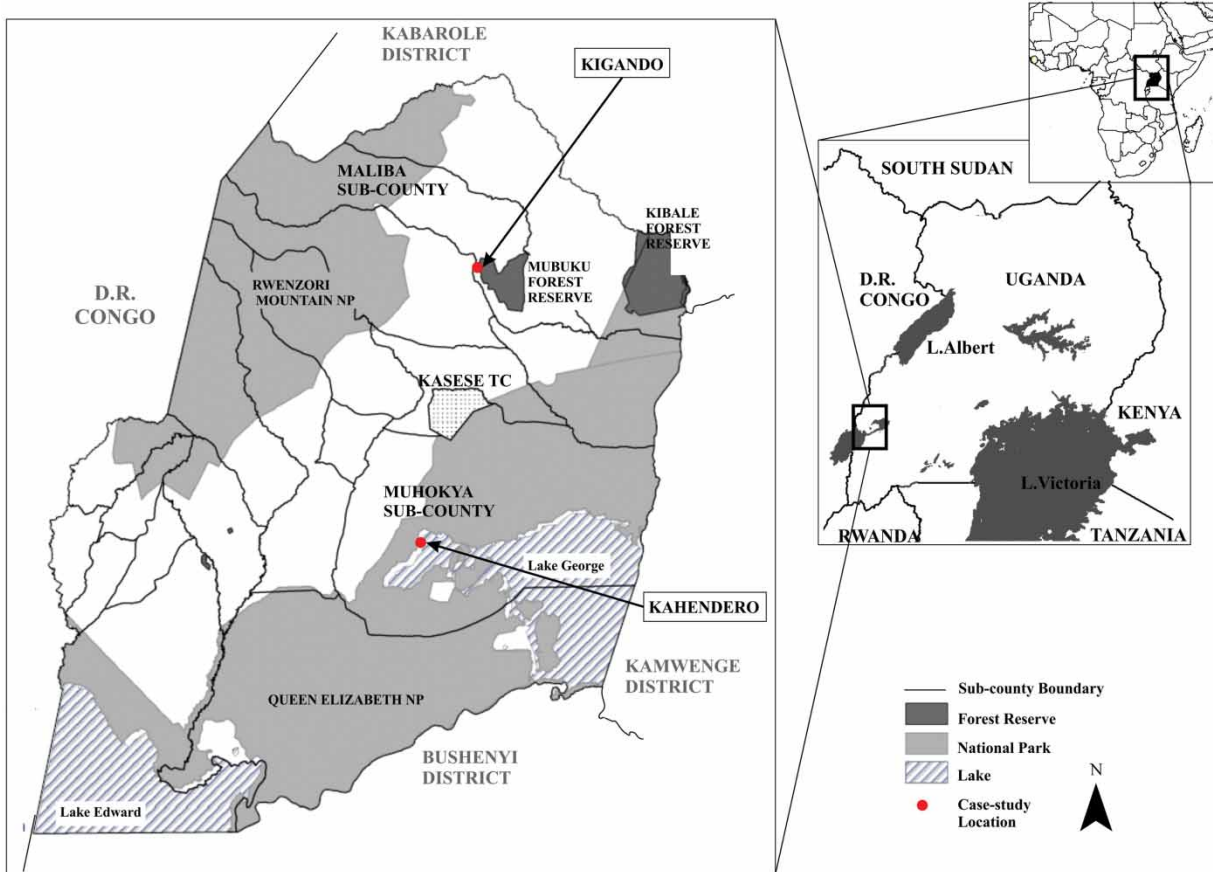 KABAROLE
DISTRICT
KIGANDO
MALIBA
SUB-COUNTY
KIBALE
FOREST
RESERVE
MUBUKU
FOREST
RESERVE
RWENZORI
MOUNTAIN NP
D.R.
CONGO
KASESE TC
MUHOKYA
SUB-COUNTY
Lake George
KAHENDERO
KAMWENGE
DISTRICT
QUEEN ELIZABETH NP
BUSHENYI
DISTRICT
Lake Edward
SOUTH SUDAN
D.R.
CONGO
UGANDA
L.Albert
KENYA
L.Victoria
RWANDA
TANZANIA
Sub-county Boundary
Forest Reserve
National Park
Lake
Case-study
Location
N